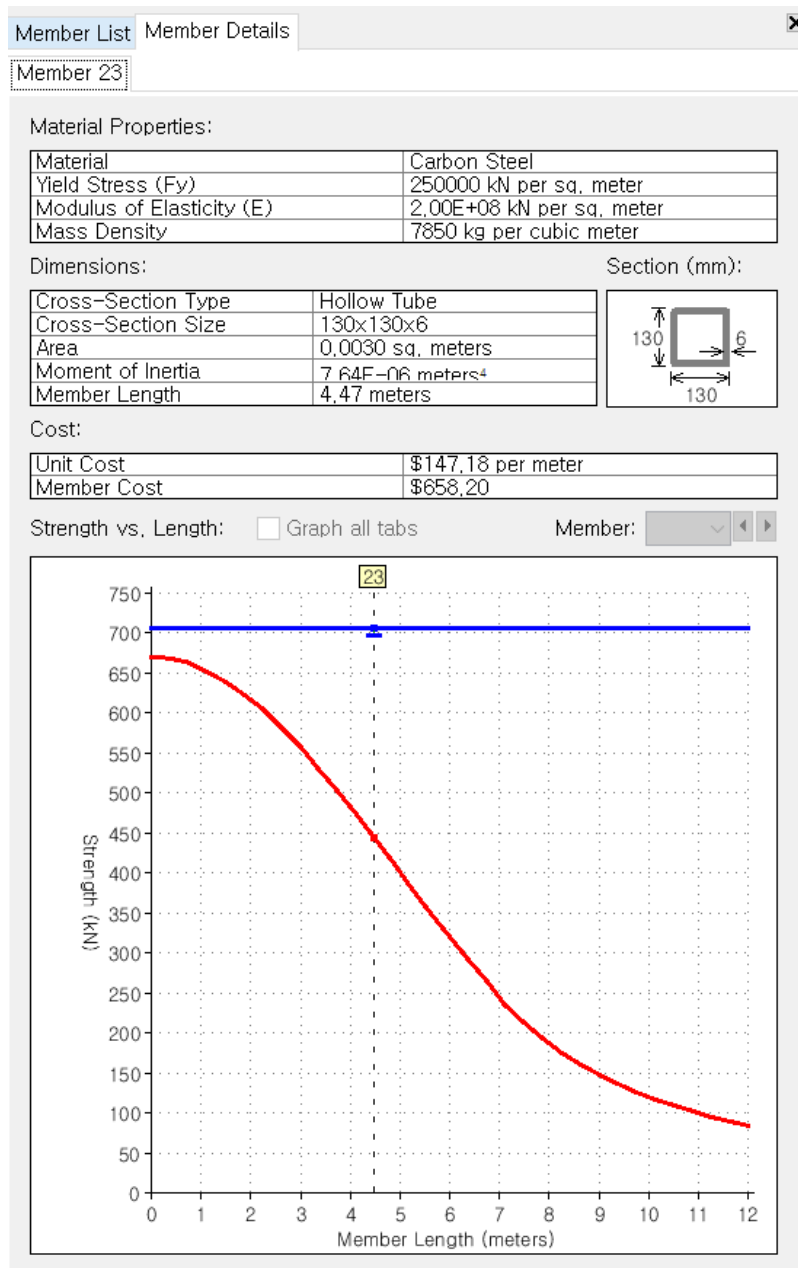 Member List Member Details
Member 23
Material Properties:
Material Carbon Steel
Yield Stress (Fy) 250000 kN per sq, meter
Modulus of Elasticity (E) 2,00E+08 kN per sq, meter
Mass Density 7850 kg per cubic meter
Dimensions: Section (mm):
Cross-Section Type Hollow Tube
Cross-Section Size 130x130x6
Area 0,0030 sq, meters
Moment of Inertia 7,64E-06 meters⁴
Member Length 4,47 meters
130 6
130
Cost:
Unit Cost $147,18 per meter
Member Cost $658,20
Strength vs, Length: Graph all tabs Member:
23
750
700
650
600
550
500
450
400
350
300
250
200
150
100
50
0
Strength (kN)
0 1 2 3 4 5 6 7 8 9 10 11 12
Member Length (meters)